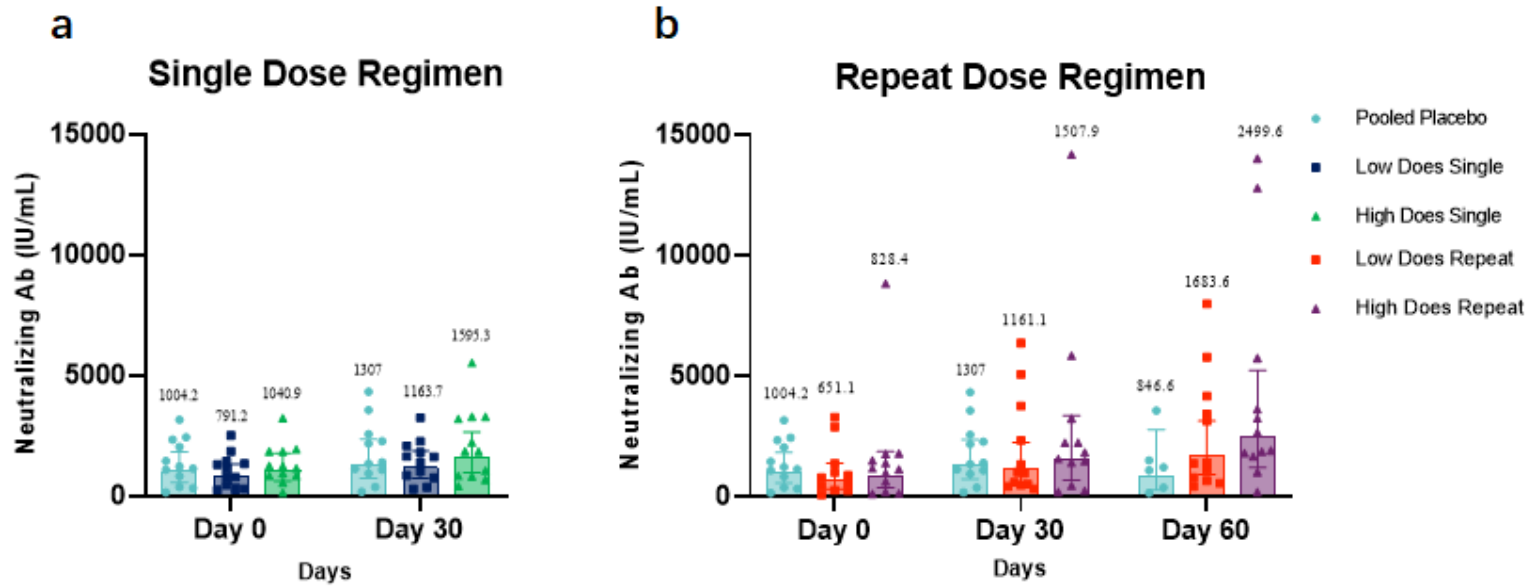 a
Single Dose Regimen
Neutralizing Ab (IU/mL)
15000
10000
5000
0
1004.2
791.2
1040.9
1307
1163.7
1595.3
Day 0
Day 30
Days
b
Repeat Dose Regimen
Neutralizing Ab (IU/mL)
15000
10000
5000
0
1004.2
651.1
828.4
1307
1161.1
1507.9
846.6
1683.6
2499.6
Day 0
Day 30
Day 60
Days
Pooled Placebo
Low Does Single
High Does Single
Low Does Repeat
High Does Repeat